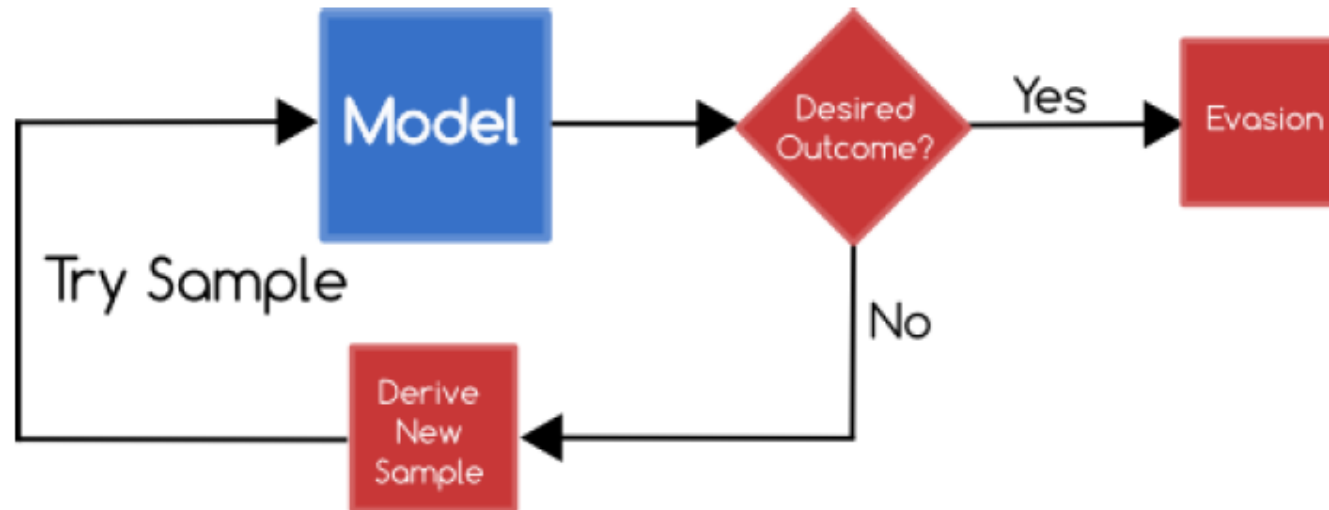 Model
Desired
Outcome?
Yes
Evasion
No
Try Sample
Derive
New
Sample